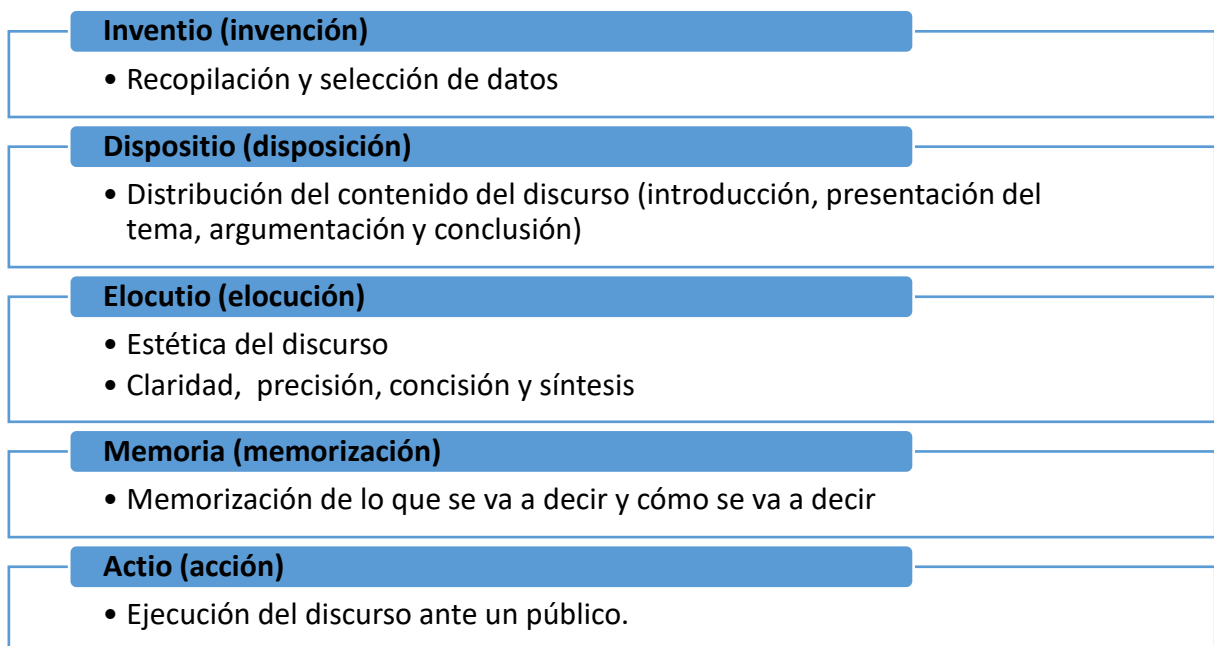 Inventio (invención)
• Recopilación y selección de datos
Dispositio (disposición)
• Distribución del contenido del discurso (introducción, presentación del
tema, argumentación y conclusión)
Elocutio (elocución)
• Estética del discurso
• Claridad,  precisión, concisión y síntesis
Memoria (memorización)
• Memorización de lo que se va a decir y cómo se va a decir
Actio (acción)
• Ejecución del discurso ante un público.